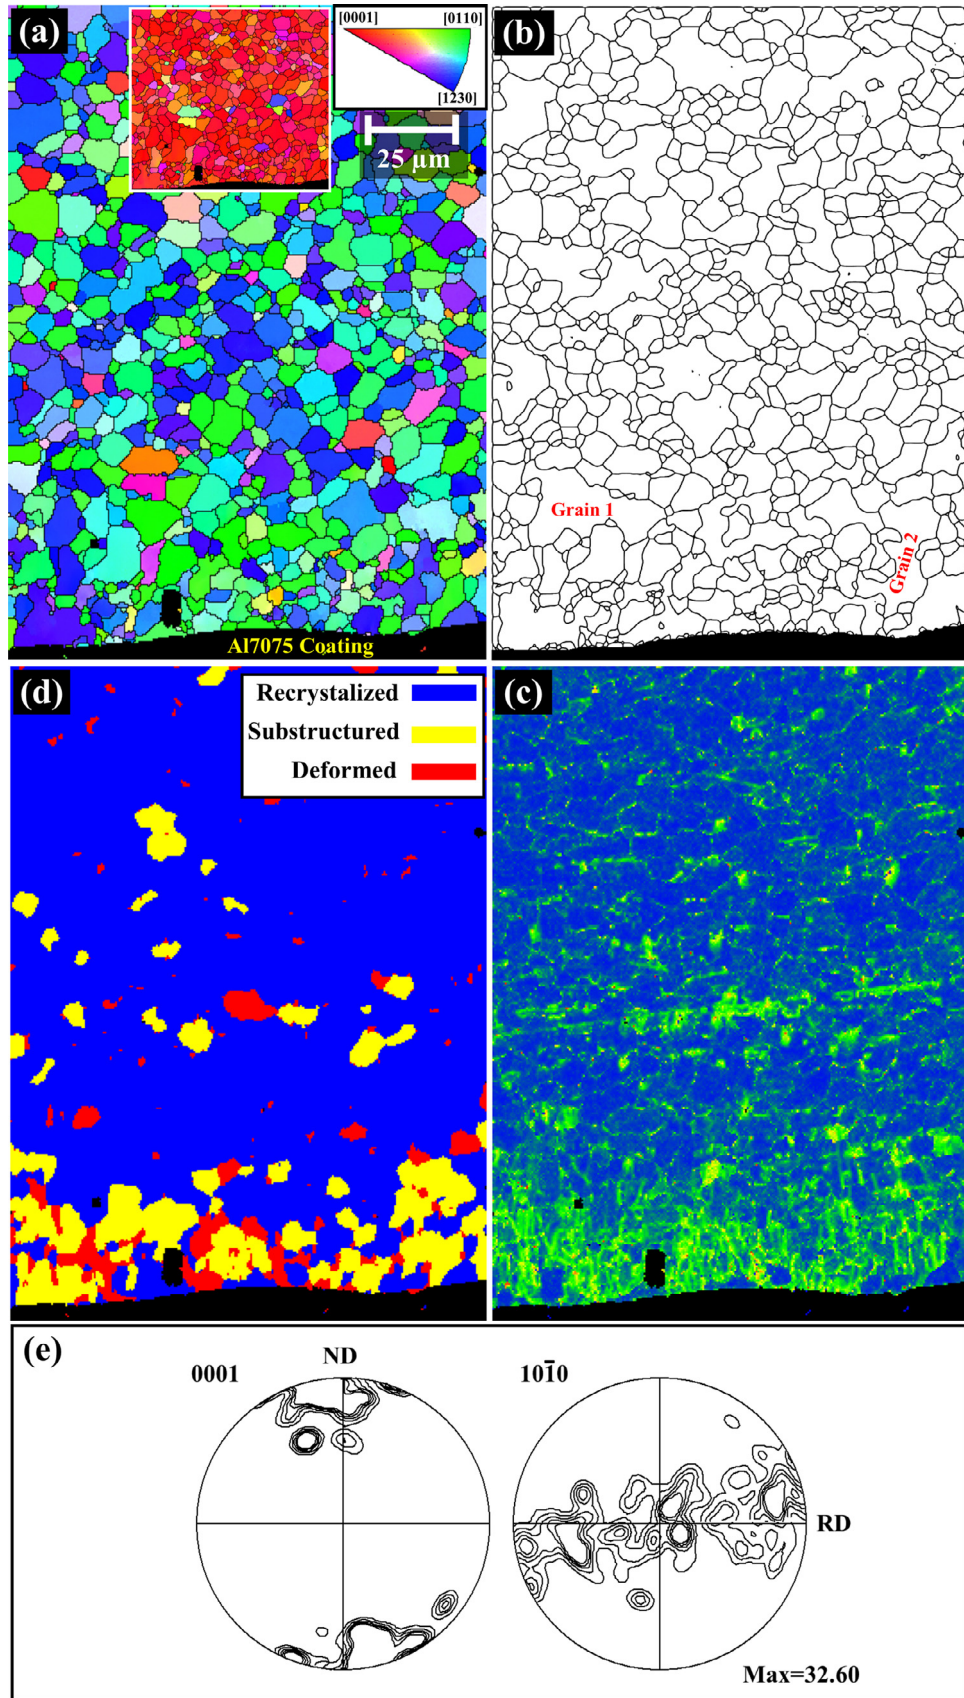 (a)
[0001] [0110]
[1230]
25 µm
Al7075 Coating
(b)
Grain 1
Grain 2
(d)
Recrystalized
Substructured
Deformed
(c)
(e)
0001
ND
101̄0
RD
Max=32.60